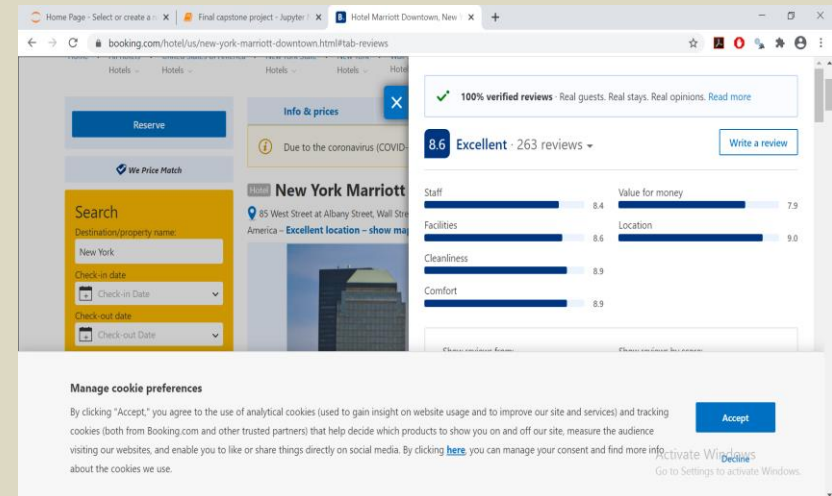 Home Page - Select or create a n
Final capstone project - Jupyter
Hotel Marriott Downtown, New
booking.com/hotel/us/new-york-marriott-downtown.html#tab-reviews
Hotels
Hotels
Hotels
Hotels
Hote
Reserve
We Price Match
Search
Destination/property name:
New York
Check-in date
Check-in Date
Check-out date
Check-out Date
Info & prices
Due to the coronavirus (COVID-
Hotel New York Marriott
85 West Street at Albany Street, Wall Stre
America – Excellent location – show map
100% verified reviews · Real guests. Real stays. Real opinions. Read more
8.6 Excellent · 263 reviews
Write a review
Staff
8.4
Value for money
7.9
Facilities
8.6
Location
9.0
Cleanliness
8.9
Comfort
8.9
Show reviews from:
Show reviews by score:
Manage cookie preferences
By clicking "Accept," you agree to the use of analytical cookies (used to gain insight on website usage and to improve our site and services) and tracking
cookies (both from Booking.com and other trusted partners) that help decide which products to show you on and off our site, measure the audience
visiting our websites, and enable you to like or share things directly on social media. By clicking here, you can manage your consent and find more info
about the cookies we use.
Accept
Decline
Activate Windows
Go to Settings to activate Windows.